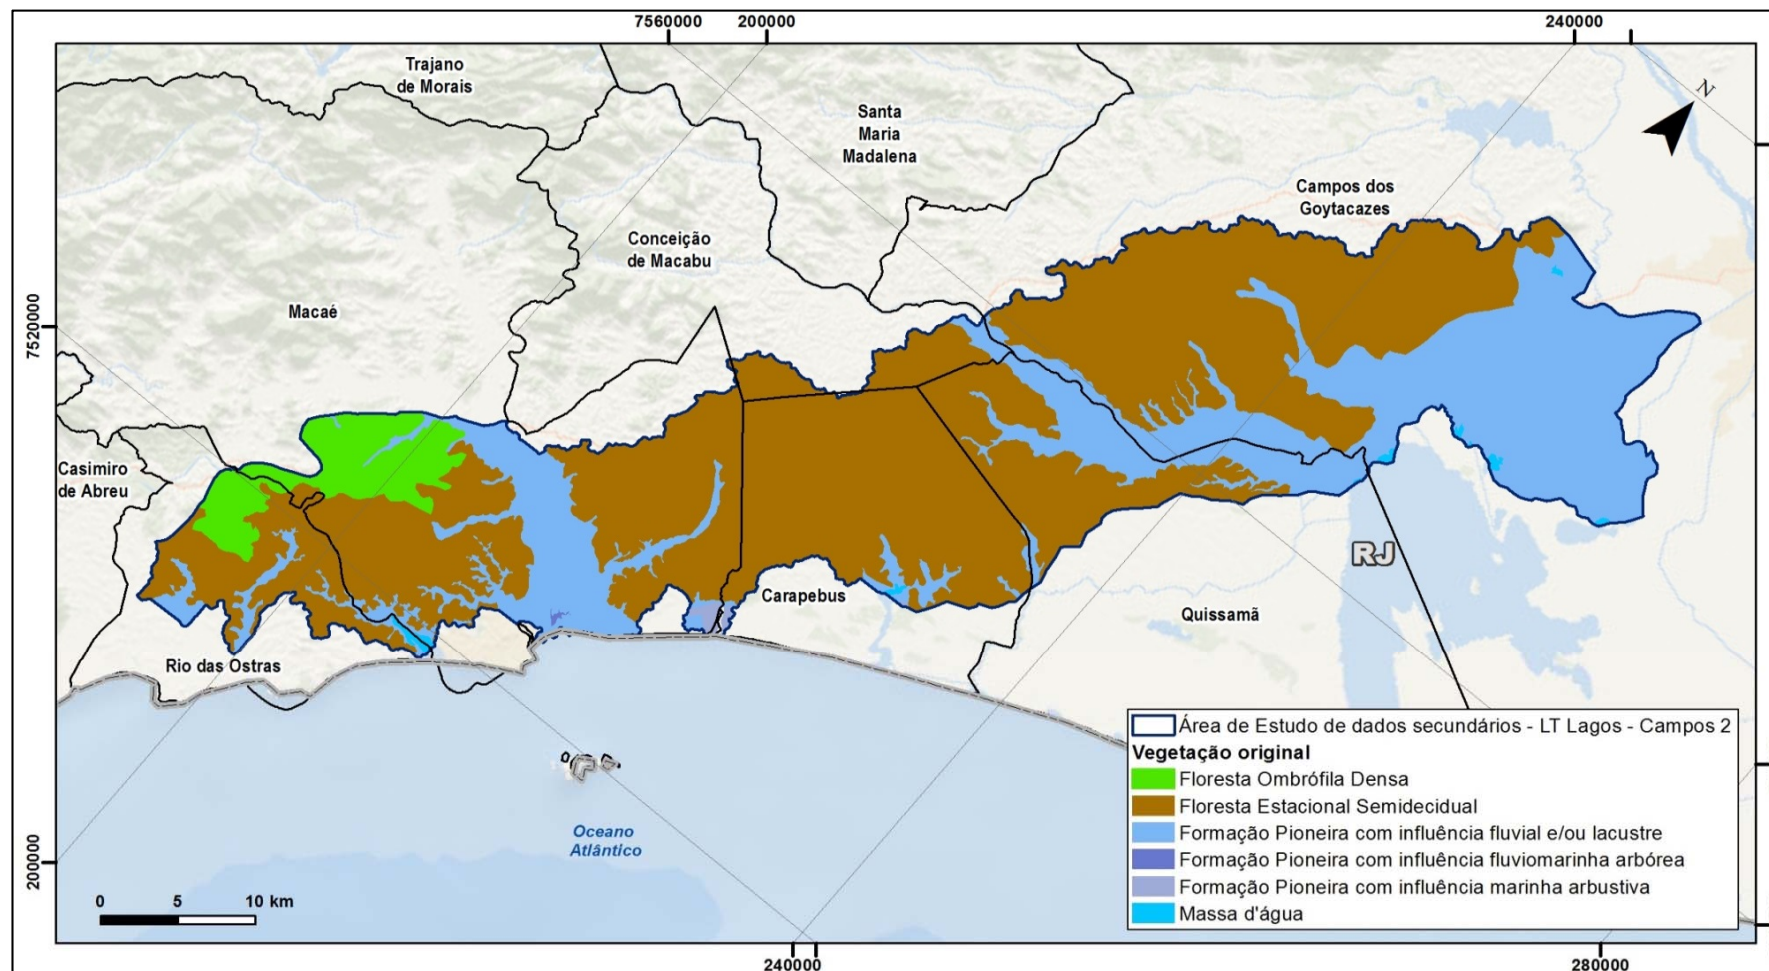 7560000
200000
240000
Trajano
de Morais
N
Santa
Maria
Madalena
Campos dos
Goytacazes
Conceição
de Macabu
Macaé
7520000
Casimiro
de Abreu
RJ
Carapebus
Quissamã
Rio das Ostras
Oceano
Atlântico
200000
0 5 10 km
Área de Estudo de dados secundários - LT Lagos - Campos 2
Vegetação original
Floresta Ombrófila Densa
Floresta Estacional Semidecidual
Formação Pioneira com influência fluvial e/ou lacustre
Formação Pioneira com influência fluviomarinha arbórea
Formação Pioneira com influência marinha arbustiva
Massa d'água
240000
280000